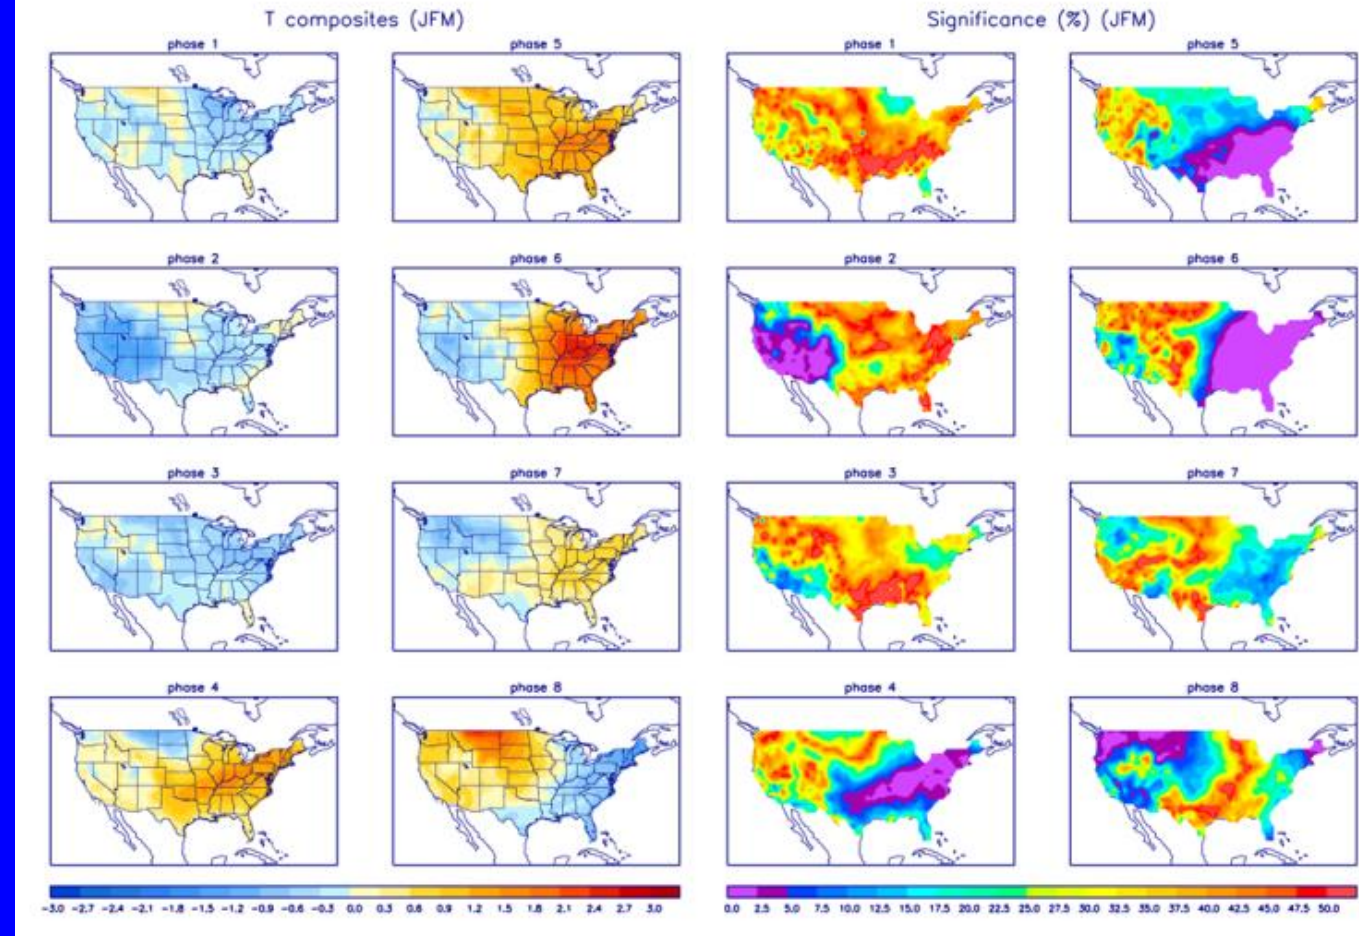 T composites (JFM) Significance (%) (JFM)
phase 1 phase 5 phase 1 phase 5
phase 2 phase 6 phase 2 phase 6
phase 3 phase 7 phase 3 phase 7
phase 4 phase 8 phase 4 phase 8
-3.0 -2.7 -2.4 -2.1 -1.8 -1.5 -1.2 -0.9 -0.6 -0.3 0.0 0.3 0.6 0.9 1.2 1.5 1.8 2.1 2.4 2.7 3.0 0.0 2.5 5.0 7.5 10.0 12.5 15.0 17.5 20.0 22.5 25.0 27.5 30.0 32.5 35.0 37.5 40.0 42.5 45.0 47.5 50.0